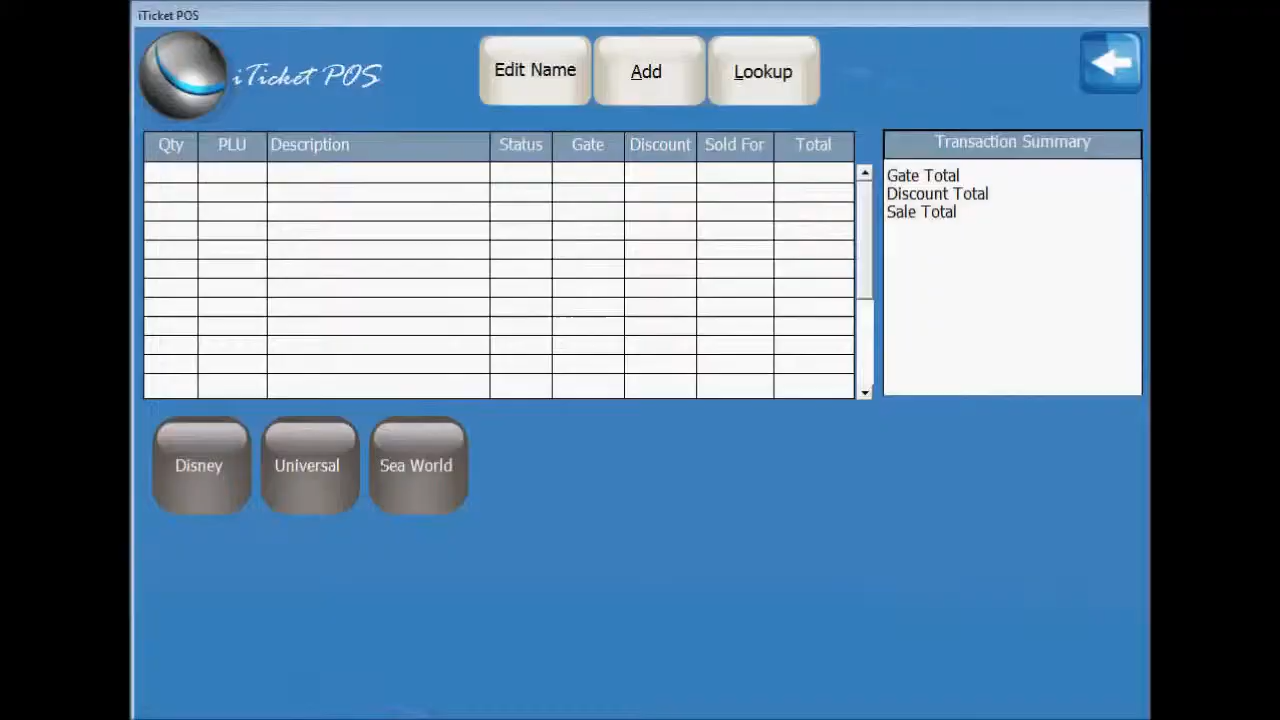 iTicket POS
iTicket POS
Edit Name
Add
Lookup
Qty PLU Description Status Gate Discount Sold For Total
Transaction Summary
Gate Total
Discount Total
Sale Total
Disney
Universal
Sea World